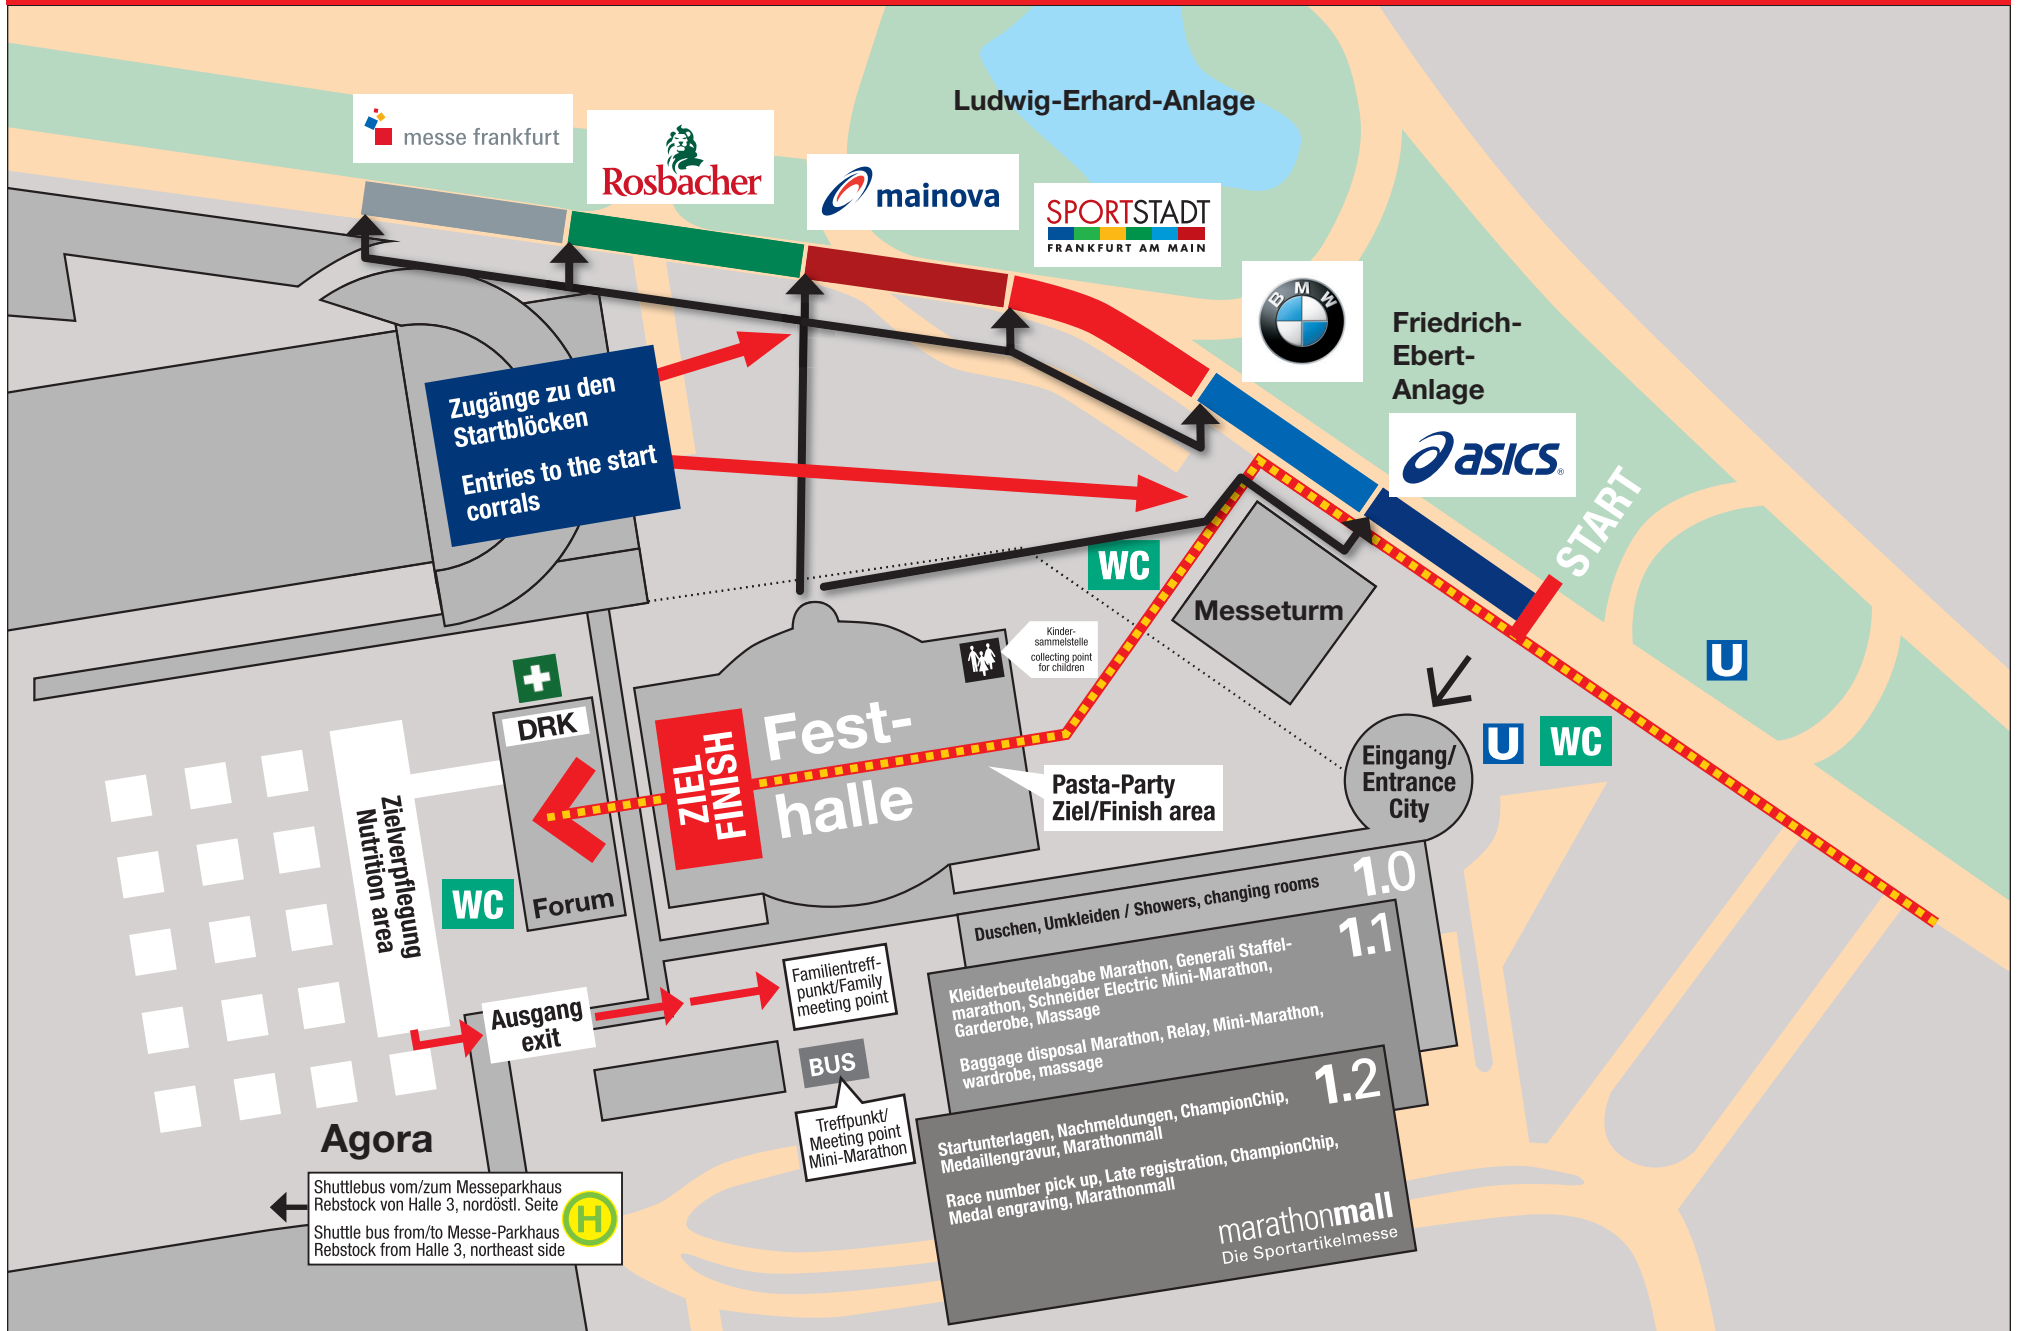 Ludwig-Erhard-Anlage
messe frankfurt
Rosbacher
mainova
SPORTSTADT
FRANKFURT AM MAIN
BMW
Friedrich-
Ebert-
Anlage
asics
®
START
Zugänge zu den
Startblöcken
Entries to the start
corrals
WC
Messeturm
Kinder-
sammelstelle
collecting point
for children
U
DRK
Fest-
halle
ZIEL
FINISH
Pasta-Party
Ziel/Finish area
Eingang/
Entrance
City
U
WC
Zielverpflegung
Nutrition area
WC
Forum
1.0
Duschen, Umkleiden / Showers, changing rooms
1.1
Kleiderbeutelabgabe Marathon, Generali Staffel-
marathon, Schneider Electric Mini-Marathon,
Garderobe, Massage
Baggage disposal Marathon, Relay, Mini-Marathon,
wardrobe, massage
Familientreff-
punkt/Family
meeting point
Ausgang
exit
BUS
Treffpunkt/
Meeting point
Mini-Marathon
1.2
Startunterlagen, Nachmeldungen, ChampionChip,
Medaillengravur, Marathonmall
Race number pick up, Late registration, ChampionChip,
Medal engraving, Marathonmall
marathonmall
Die Sportartikelmesse
Agora
Shuttlebus vom/zum Messeparkhaus
Rebstock von Halle 3, nordöstl. Seite
Shuttle bus from/to Messe-Parkhaus
Rebstock from Halle 3, northeast side
H